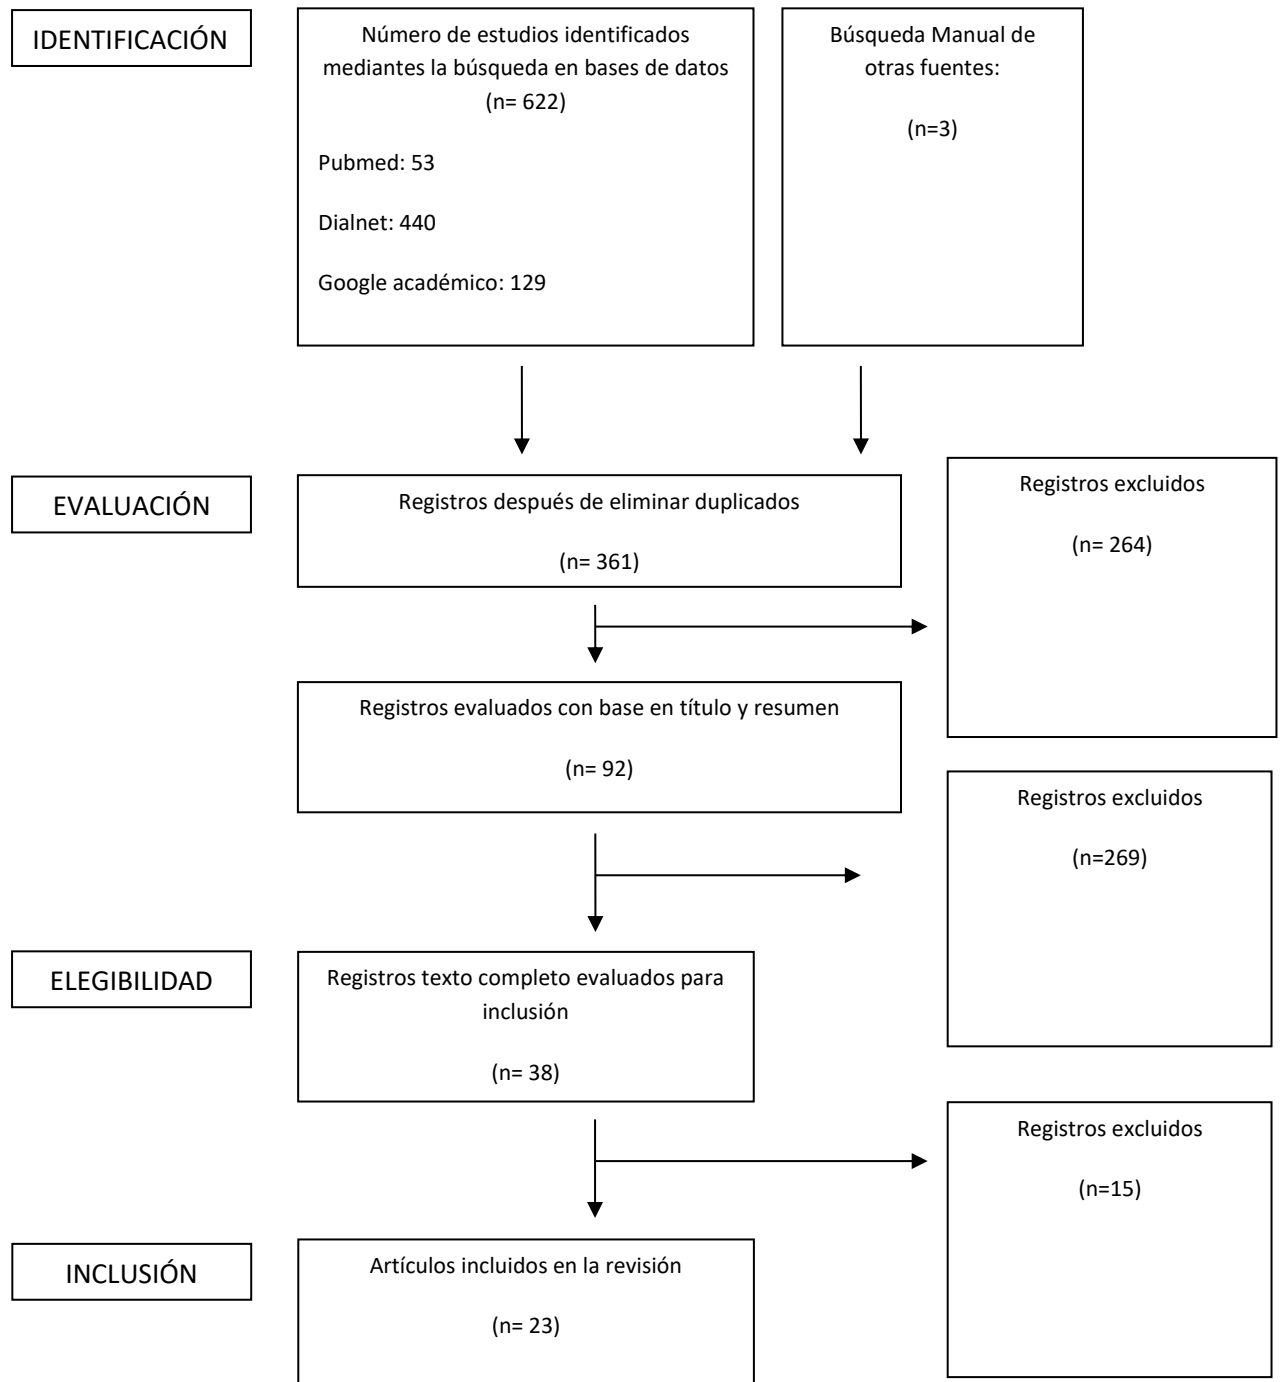 IDENTIFICACIÓN
Número de estudios identificados
mediantes la búsqueda en bases de datos
(n= 622)
Pubmed: 53
Dialnet: 440
Google académico: 129
Búsqueda Manual de
otras fuentes:
(n=3)
EVALUACIÓN
Registros después de eliminar duplicados
(n= 361)
Registros excluidos
(n= 264)
Registros evaluados con base en título y resumen
(n= 92)
Registros excluidos
(n=269)
ELEGIBILIDAD
Registros texto completo evaluados para
inclusión
(n= 38)
Registros excluidos
(n=15)
INCLUSIÓN
Artículos incluidos en la revisión
(n= 23)